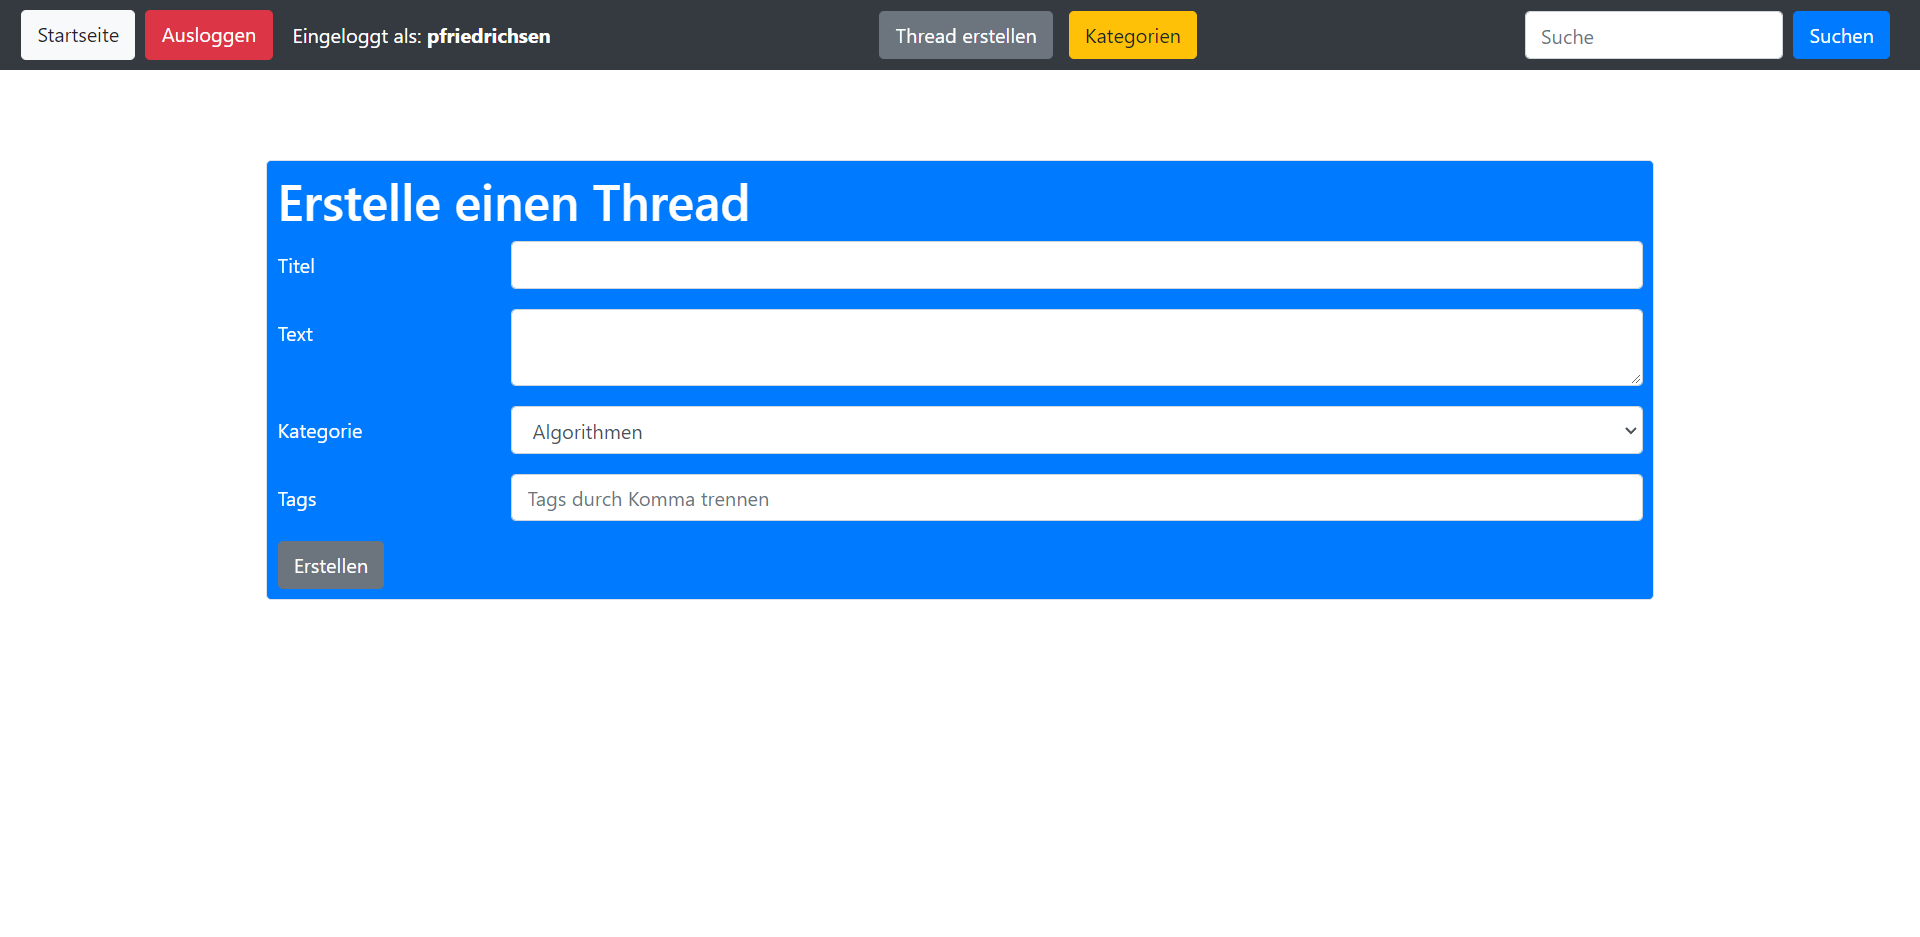 Startseite Ausloggen Eingeloggt als: pfriedrichsen Thread erstellen Kategorien Suche Suchen
Erstelle einen Thread
Titel
Text
Kategorie Algorithmen
Tags Tags durch Komma trennen
Erstellen